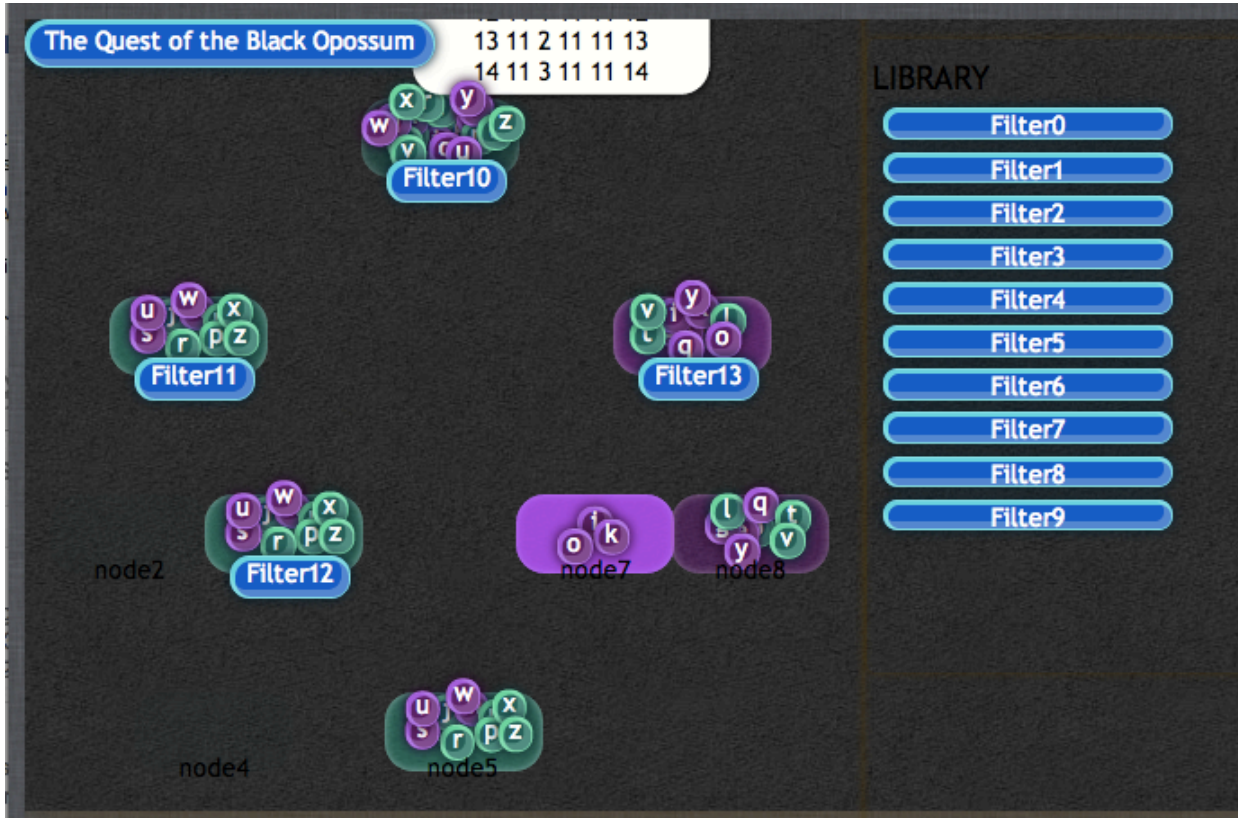 The Quest of the Black Opossum
13 11 2 11 11 13
14 11 3 11 11 14
LIBRARY
Filter0
Filter1
Filter2
Filter3
Filter4
Filter5
Filter6
Filter7
Filter8
Filter9
x y
w z
v u
Filter10
u w x
s r p z
Filter11
v y
q o
Filter13
u w x
s r p z
Filter12
i
o k
l q t
y v
node2
node7
node8
u w x
s r p z
node4
node5